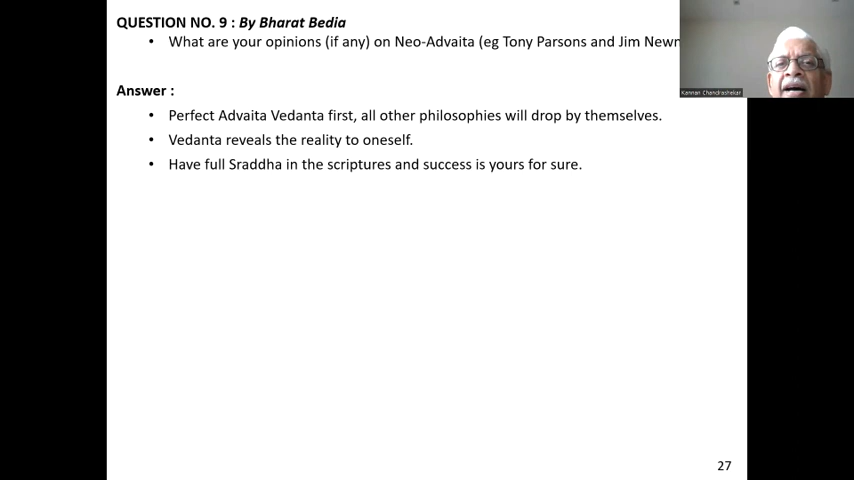 QUESTION NO. 9 : By Bharat Bedia
• What are your opinions (if any) on Neo-Advaita (eg Tony Parsons and Jim
Kannan Chandrashekar
Answer :
• Perfect Advaita Vedanta first, all other philosophies will drop by themselves.
• Vedanta reveals the reality to oneself.
• Have full Sraddha in the scriptures and success is yours for sure.
27